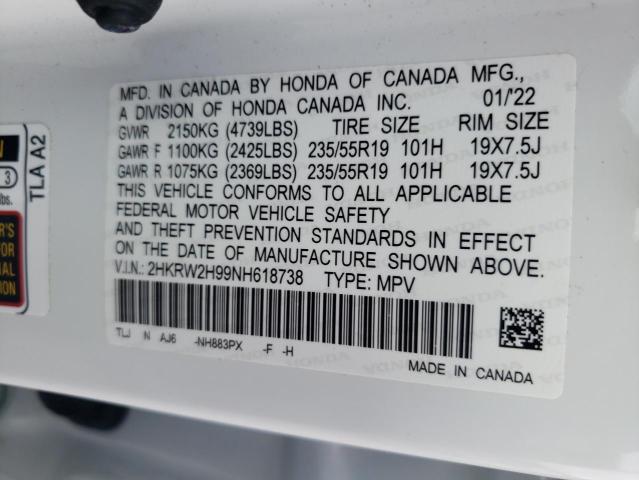 MFD. IN CANADA BY HONDA OF CANADA MFG.,
A DIVISION OF HONDA CANADA INC. 01/'22
GVWR 2150KG (4739LBS) TIRE SIZE RIM SIZE
GAWR F 1100KG (2425LBS) 235/55R19 101H 19X7.5J
GAWR R 1075KG (2369LBS) 235/55R19 101H 19X7.5J
THIS VEHICLE CONFORMS TO ALL APPLICABLE
FEDERAL MOTOR VEHICLE SAFETY
AND THEFT PREVENTION STANDARDS IN EFFECT
ON THE DATE OF MANUFACTURE SHOWN ABOVE.
V.I.N.: 2HKRW2H99NH618738 TYPE: MPV
TLJ N AJ6 -NH883PX -F -H
MADE IN CANADA
TLA A2
3
lbs.